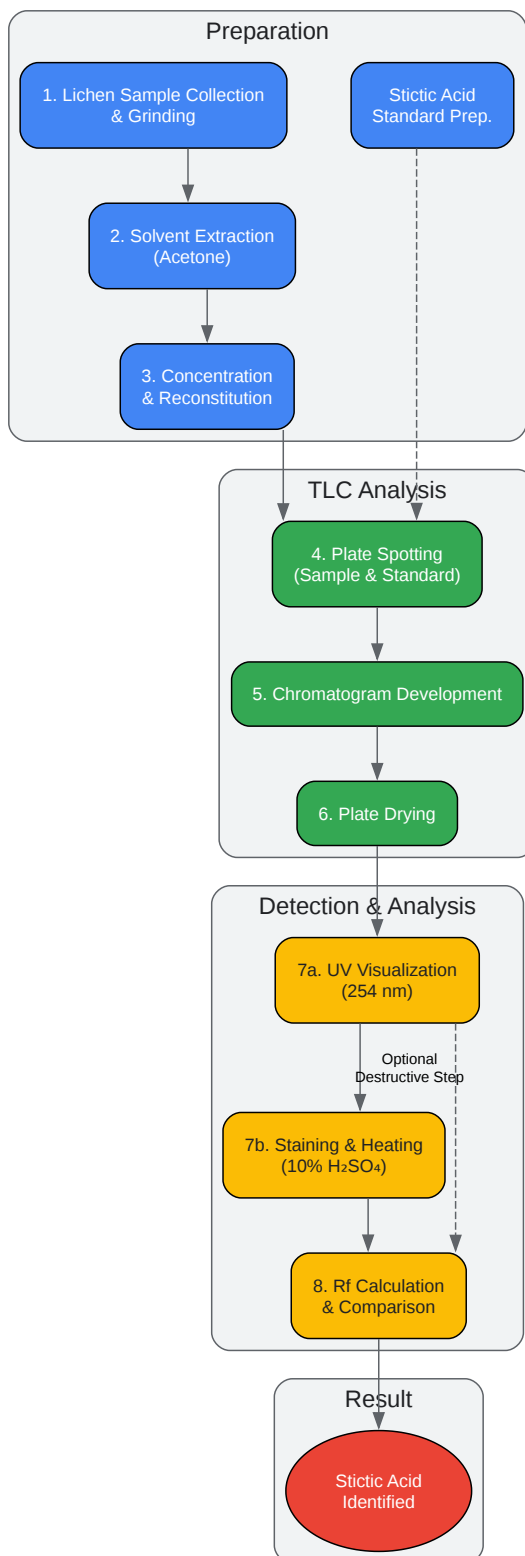 Preparation
1. Lichen Sample Collection
& Grinding
Stictic Acid
Standard Prep.
2. Solvent Extraction
(Acetone)
3. Concentration
& Reconstitution
TLC Analysis
4. Plate Spotting
(Sample & Standard)
5. Chromatogram Development
6. Plate Drying
Detection & Analysis
7a. UV Visualization
(254 nm)
Optional
Destructive Step
7b. Staining & Heating
(10% H₂SO₄)
8. Rf Calculation
& Comparison
Result
Stictic Acid
Identified